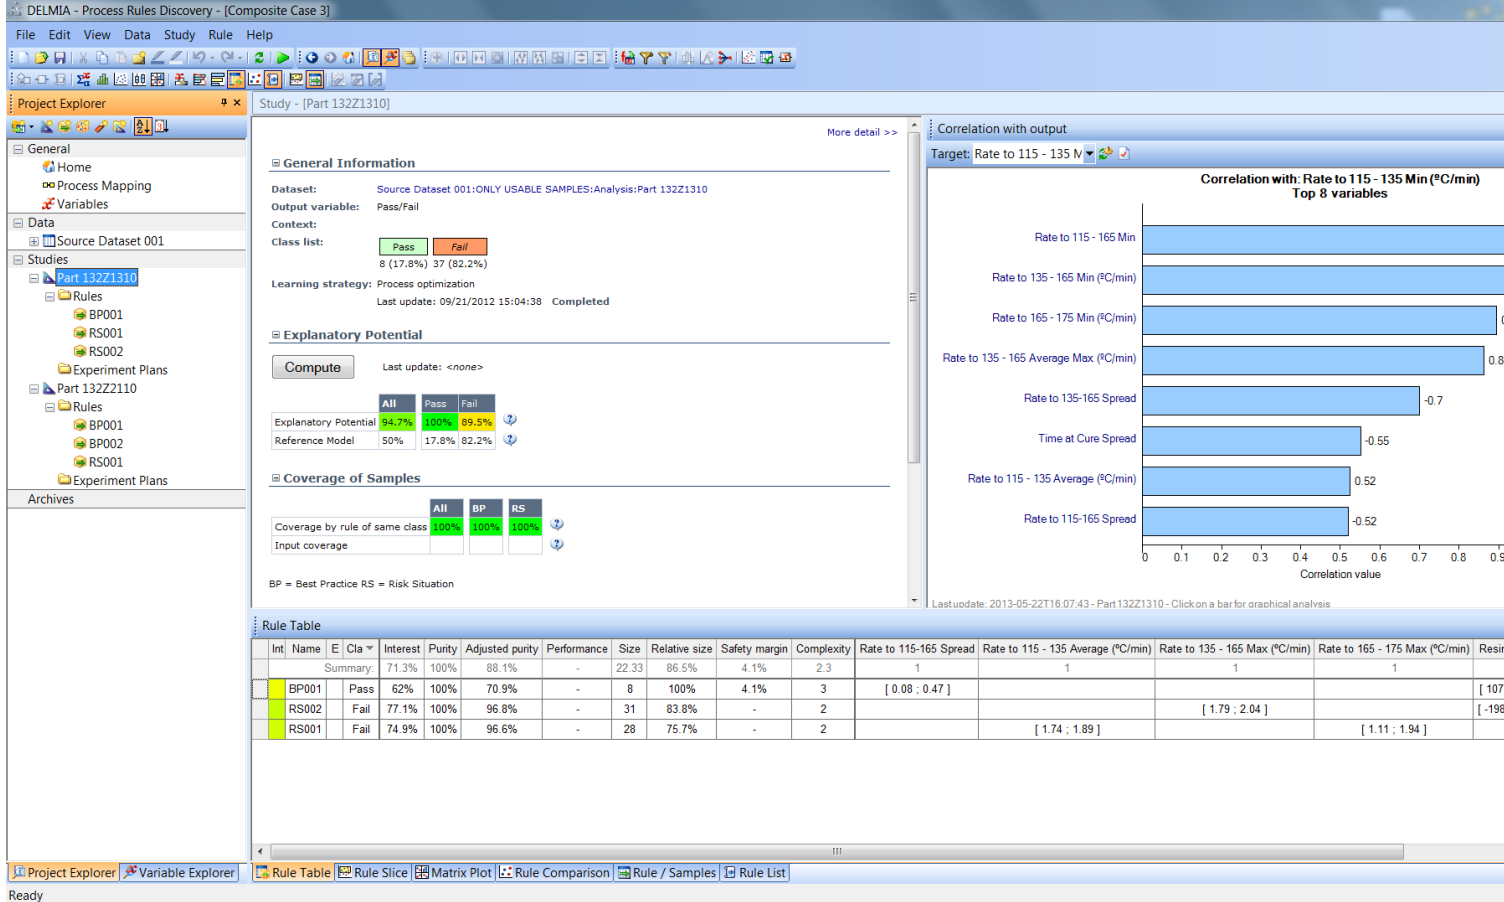 DELMIA - Process Rules Discovery - [Composite Case 3]
File Edit View Data Study Rule Help
Project Explorer
Study - [Part 132Z1310]
General
Home
Process Mapping
Variables
Data
Source Dataset 001
Studies
Part 132Z1310
Rules
BP001
RS001
RS002
Experiment Plans
Part 132Z2110
Rules
BP001
BP002
RS001
Experiment Plans
Archives
More detail >>
General Information
Dataset: Source Dataset 001:ONLY USABLE SAMPLES:Analysis:Part 132Z1310
Output variable: Pass/Fail
Context:
Class list: Pass Fail
8 (17.8%) 37 (82.2%)
Learning strategy: Process optimization
Last update: 09/21/2012 15:04:38 Completed
Explanatory Potential
Compute Last update: <none>
All Pass Fail
Explanatory Potential 94.7% 100% 89.5%
Reference Model 50% 17.8% 82.2%
Coverage of Samples
All BP RS
Coverage by rule of same class 100% 100% 100%
Input coverage
BP = Best Practice RS = Risk Situation
Correlation with output
Target: Rate to 115 - 135 M
Correlation with: Rate to 115 - 135 Min (ºC/min)
Top 8 variables
Rate to 115 - 165 Min
Rate to 135 - 165 Min (ºC/min)
Rate to 165 - 175 Min (ºC/min)
Rate to 135 - 165 Average Max (ºC/min) 0.8
Rate to 135-165 Spread -0.7
Time at Cure Spread -0.55
Rate to 115 - 135 Average (ºC/min) 0.52
Rate to 115-165 Spread -0.52
0 0.1 0.2 0.3 0.4 0.5 0.6 0.7 0.8 0.9
Correlation value
Last update: 2013-05-22T16:07:43 - Part 132Z1310 - Click on a bar for graphical analysis
Rule Table
Int Name E Cla Interest Purity Adjusted purity Performance Size Relative size Safety margin Complexity Rate to 115-165 Spread Rate to 115 - 135 Average (ºC/min) Rate to 135 - 165 Max (ºC/min) Rate to 165 - 175 Max (ºC/min) Resin
Summary: 71.3% 100% 88.1% - 22.33 86.5% 4.1% 2.3 1 1 1 1
BP001 Pass 62% 100% 70.9% - 8 100% 4.1% 3 [ 0.08 ; 0.47 ] [ 107
RS002 Fail 77.1% 100% 96.8% - 31 83.8% - 2 [ 1.79 ; 2.04 ] [ -198
RS001 Fail 74.9% 100% 96.6% - 28 75.7% - 2 [ 1.74 ; 1.89 ] [ 1.11 ; 1.94 ]
Project Explorer Variable Explorer Rule Table Rule Slice Matrix Plot Rule Comparison Rule / Samples Rule List
Ready